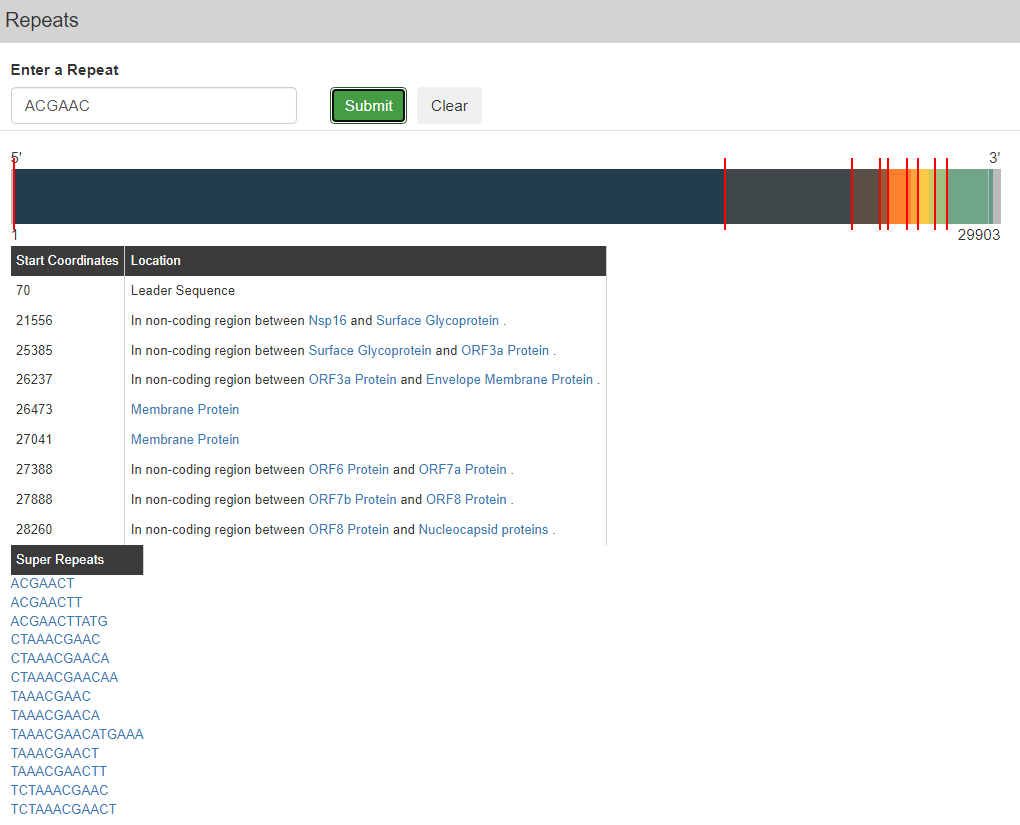 Repeats
Enter a Repeat
ACGAAC Submit Clear
5' 3'
1 29903
Start Coordinates Location
70 Leader Sequence
21556 In non-coding region between Nsp16 and Surface Glycoprotein .
25385 In non-coding region between Surface Glycoprotein and ORF3a Protein .
26237 In non-coding region between ORF3a Protein and Envelope Membrane Protein .
26473 Membrane Protein
27041 Membrane Protein
27388 In non-coding region between ORF6 Protein and ORF7a Protein .
27888 In non-coding region between ORF7b Protein and ORF8 Protein .
28260 In non-coding region between ORF8 Protein and Nucleocapsid proteins .
Super Repeats
ACGAACT
ACGAACTT
ACGAACTTATG
CTAAACGAAC
CTAAACGAACA
CTAAACGAACAA
TAAACGAAC
TAAACGAACA
TAAACGAACATGAAA
TAAACGAACT
TAAACGAACTT
TCTAAACGAAC
TCTAAACGAACT